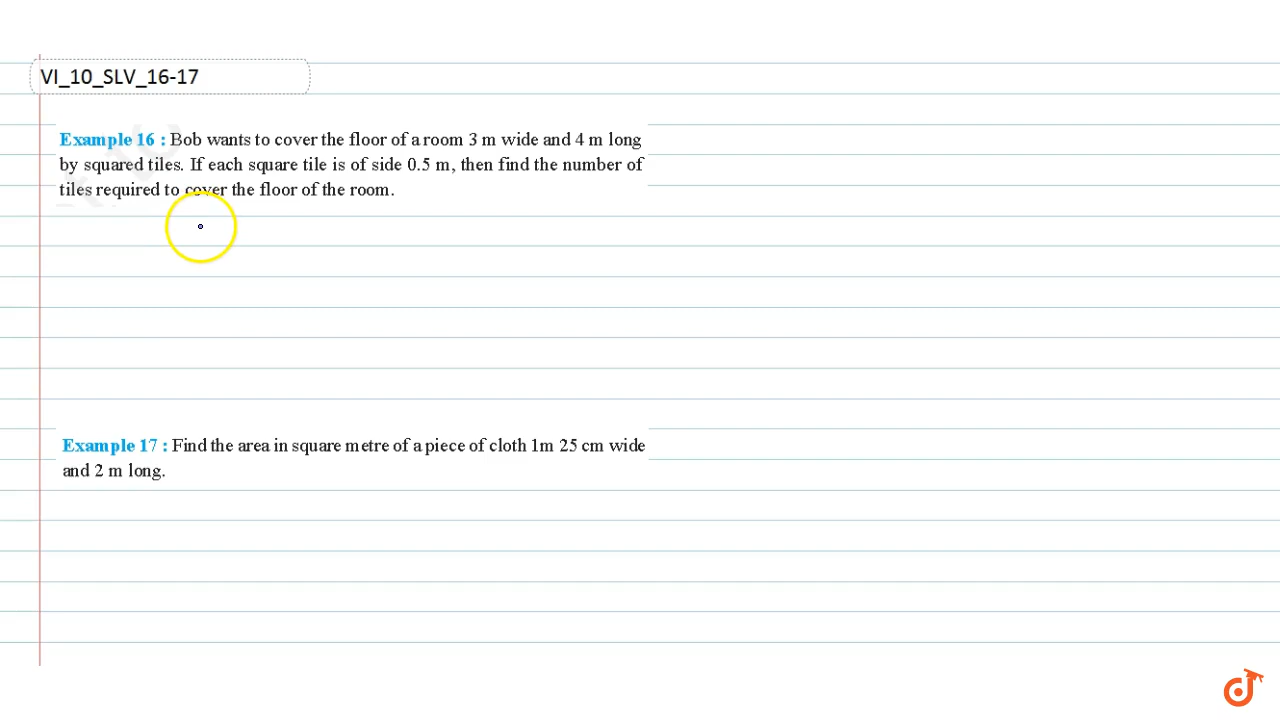 VI_10_SLV_16-17
Example 16 : Bob wants to cover the floor of a room 3 m wide and 4 m long
by squared tiles. If each square tile is of side 0.5 m, then find the number of
tiles required to cover the floor of the room.
Example 17 : Find the area in square metre of a piece of cloth 1m 25 cm wide
and 2 m long.